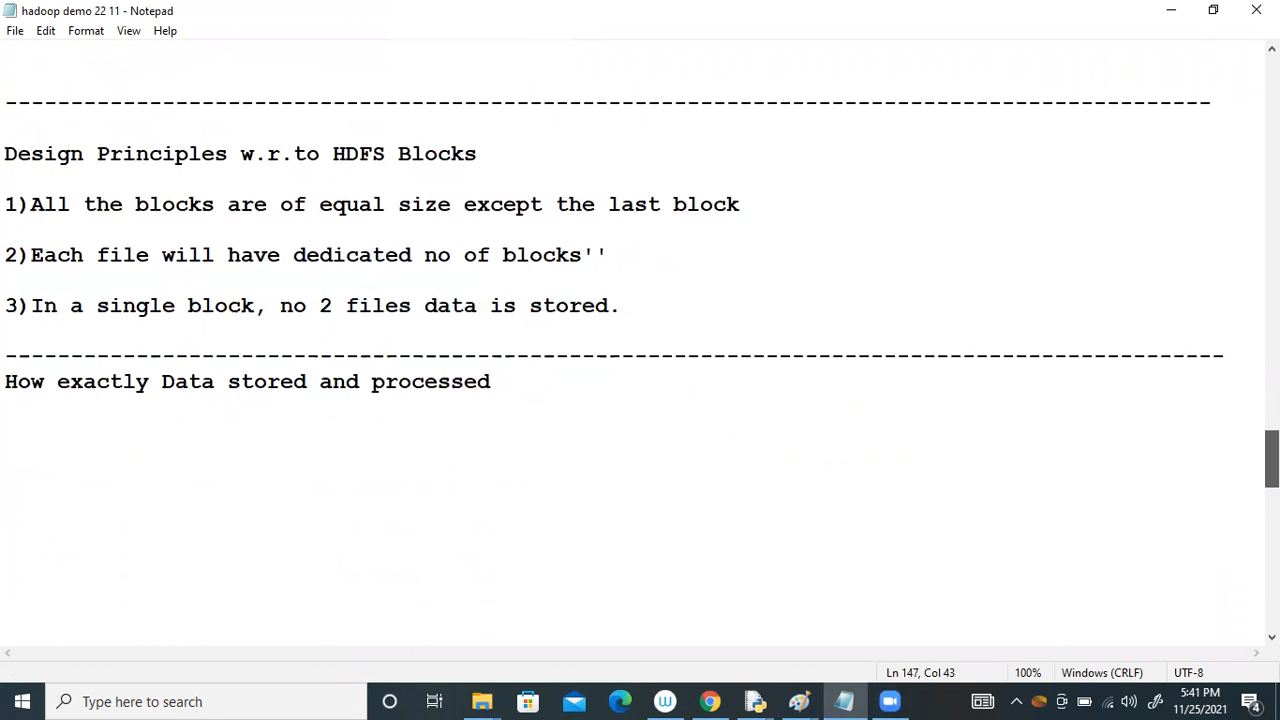 hadoop demo 22 11 - Notepad
File Edit Format View Help
---------------------------------------------------------------------------------------------
Design Principles w.r.to HDFS Blocks
1)All the blocks are of equal size except the last block
2)Each file will have dedicated no of blocks''
3)In a single block, no 2 files data is stored.
----------------------------------------------------------------------------------------------
How exactly Data stored and processed
Ln 147, Col 43 100% Windows (CRLF) UTF-8
Type here to search
5:41 PM
11/25/2021
4